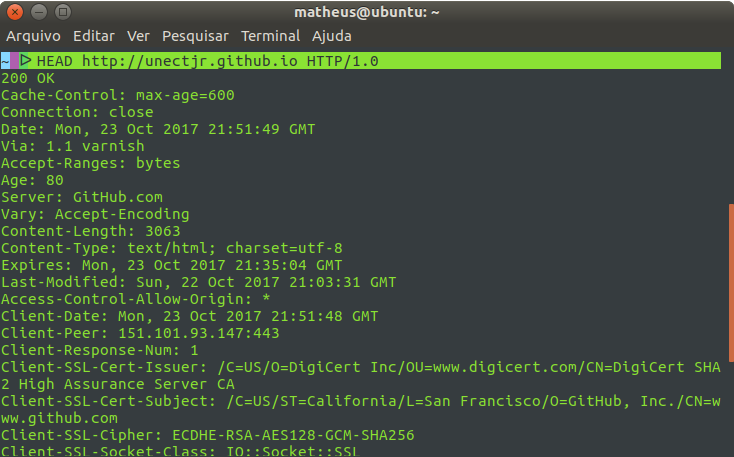 matheus@ubuntu: ~
Arquivo Editar Ver Pesquisar Terminal Ajuda
~ HEAD http://unectjr.github.io HTTP/1.0
200 OK
Cache-Control: max-age=600
Connection: close
Date: Mon, 23 Oct 2017 21:51:49 GMT
Via: 1.1 varnish
Accept-Ranges: bytes
Age: 80
Server: GitHub.com
Vary: Accept-Encoding
Content-Length: 3063
Content-Type: text/html; charset=utf-8
Expires: Mon, 23 Oct 2017 21:35:04 GMT
Last-Modified: Sun, 22 Oct 2017 21:03:31 GMT
Access-Control-Allow-Origin: *
Client-Date: Mon, 23 Oct 2017 21:51:48 GMT
Client-Peer: 151.101.93.147:443
Client-Response-Num: 1
Client-SSL-Cert-Issuer: /C=US/O=DigiCert Inc/OU=www.digicert.com/CN=DigiCert SHA
2 High Assurance Server CA
Client-SSL-Cert-Subject: /C=US/ST=California/L=San Francisco/O=GitHub, Inc./CN=w
ww.github.com
Client-SSL-Cipher: ECDHE-RSA-AES128-GCM-SHA256
Client-SSL-Socket-Class: IO::Socket::SSL